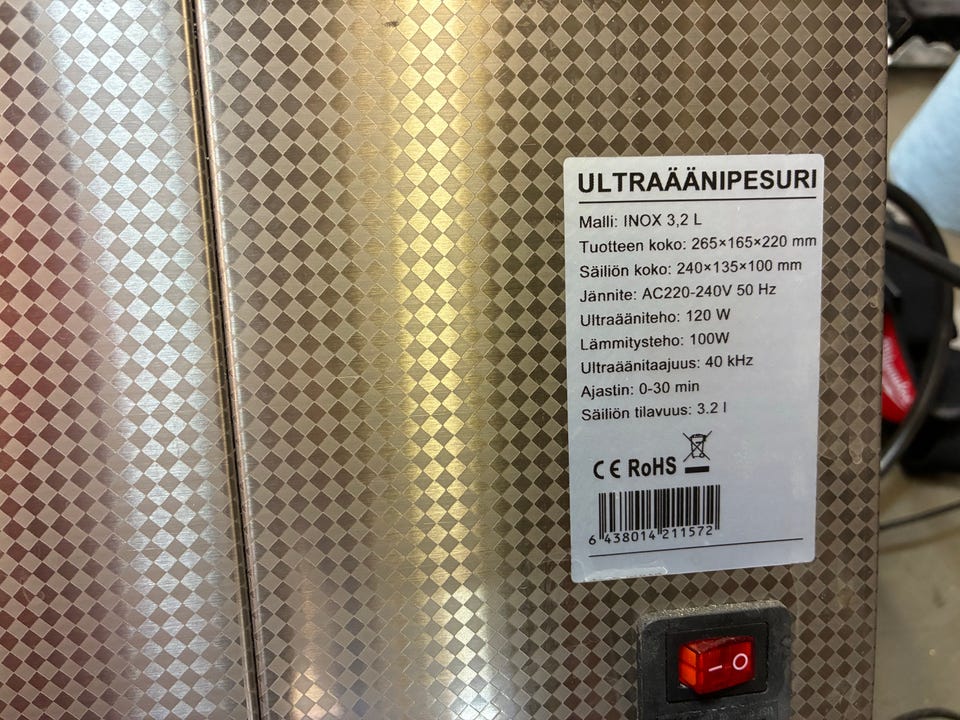 ULTRAÄÄNIPESURI
Malli: INOX 3,2 L
Tuotteen koko: 265×165×220 mm
Säiliön koko: 240×135×100 mm
Jännite: AC220-240V 50 Hz
Ultraääniteho: 120 W
Lämmitysteho: 100W
Ultraäänitaajuus: 40 kHz
Ajastin: 0-30 min
Säiliön tilavuus: 3.2 l
CE RoHS
6 438014 211572